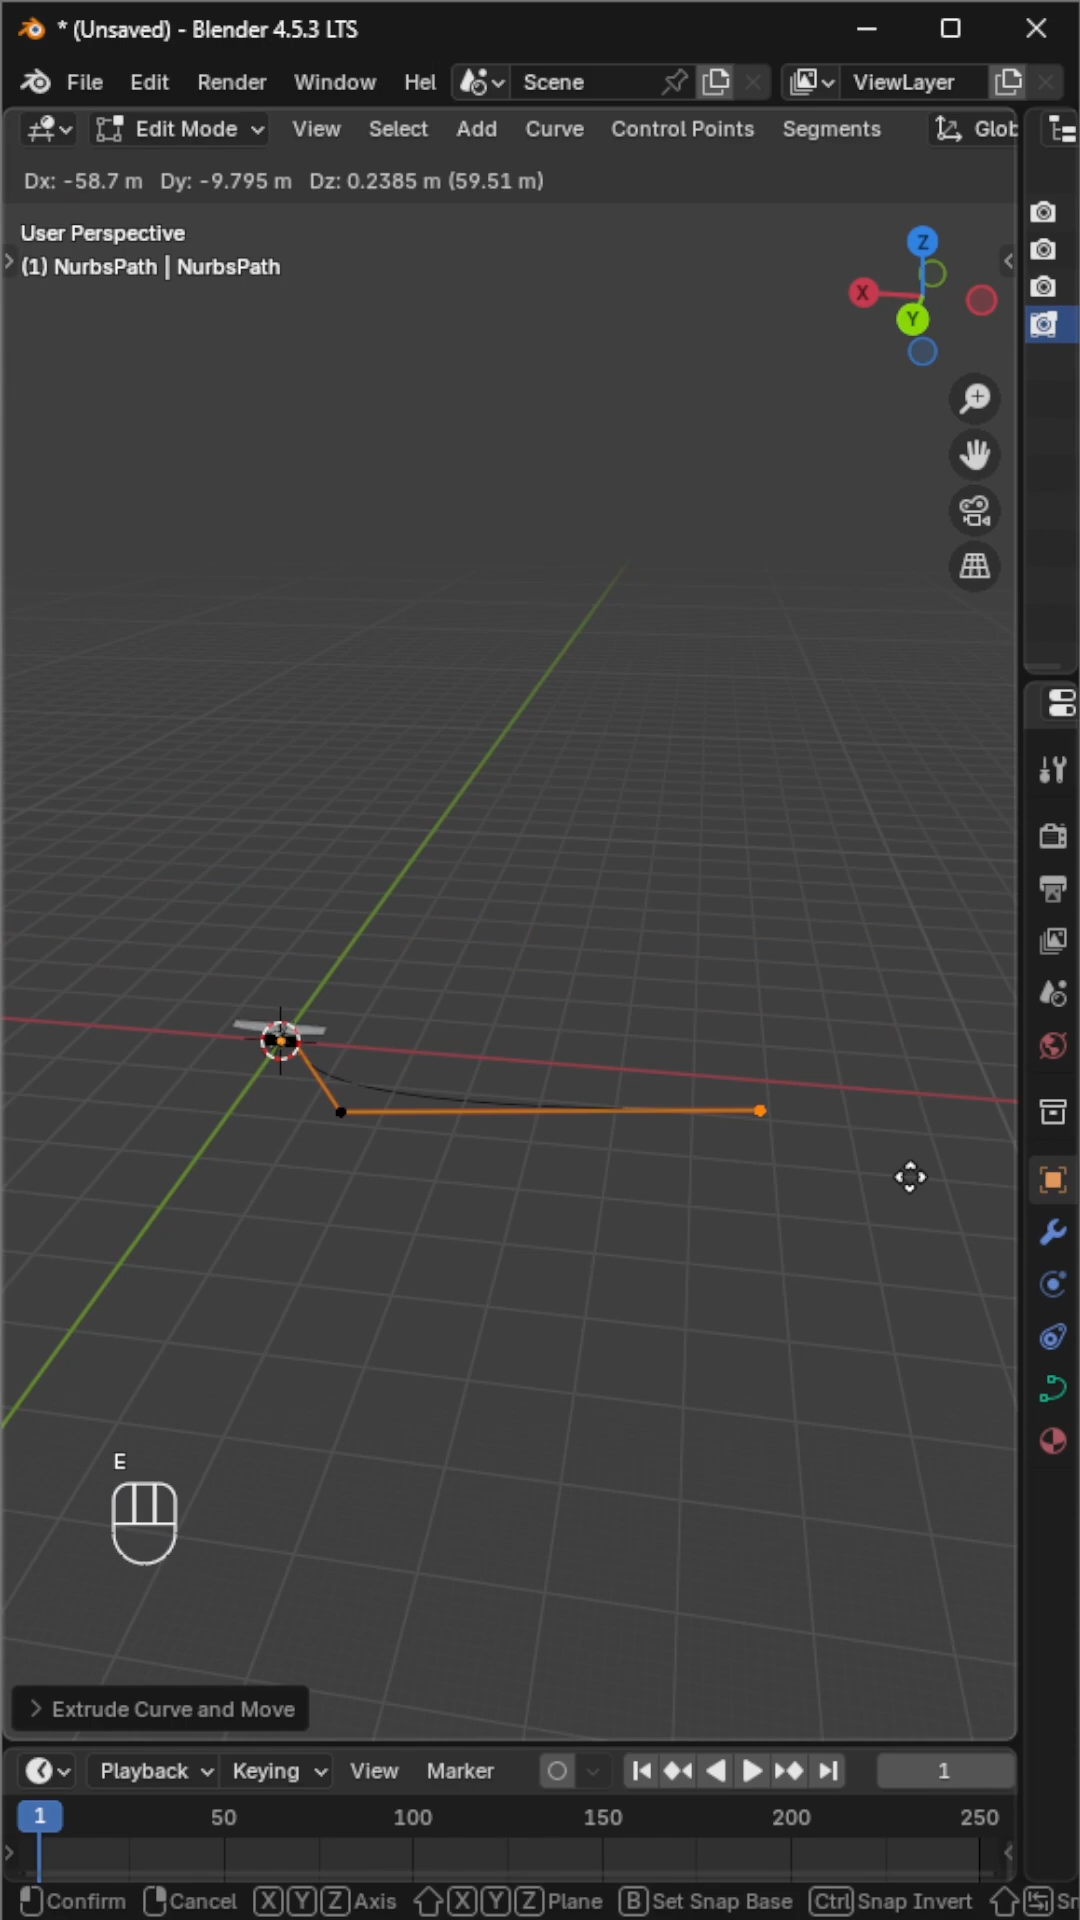 * (Unsaved) - Blender 4.5.3 LTS
File Edit Render Window Hel Scene ViewLayer
Edit Mode View Select Add Curve Control Points Segments Glob
Dx: -58.7 m Dy: -9.795 m Dz: 0.2385 m (59.51 m)
User Perspective
(1) NurbsPath | NurbsPath
Z
X
Y
E
Extrude Curve and Move
Playback Keying View Marker 1
1 50 100 150 200 250
Confirm Cancel X Y Z Axis X Y Z Plane B Set Snap Base Ctrl Snap Invert Sn